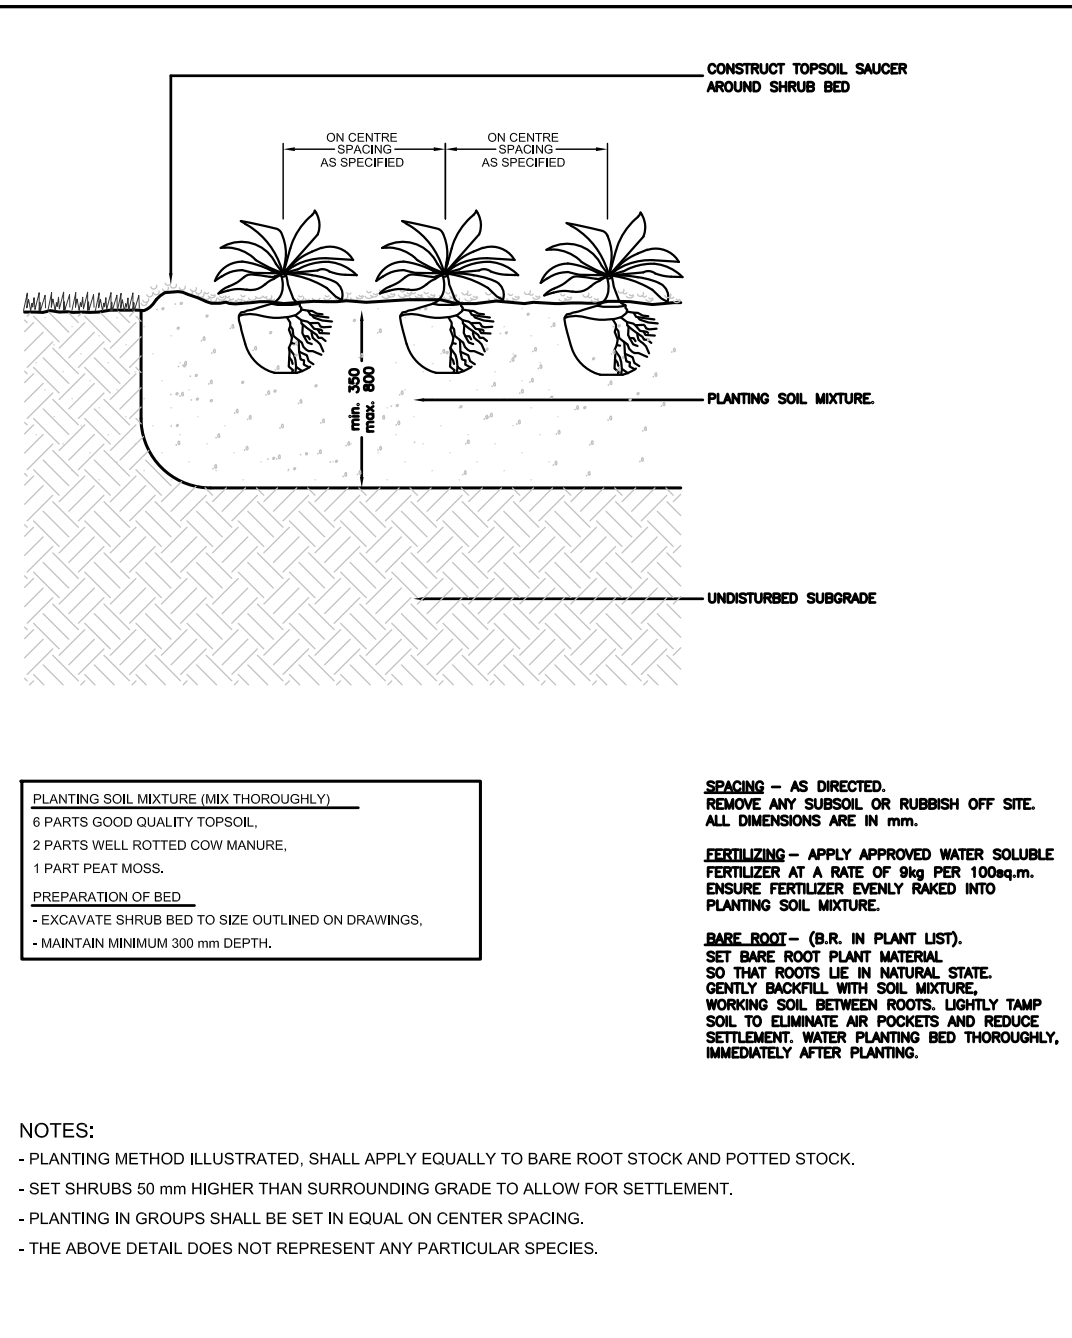 CONSTRUCT TOPSOIL SAUCER
AROUND SHRUB BED
ON CENTRE
SPACING
AS SPECIFIED
ON CENTRE
SPACING
AS SPECIFIED
min. 350
max. 800
PLANTING SOIL MIXTURE.
UNDISTURBED SUBGRADE
PLANTING SOIL MIXTURE (MIX THOROUGHLY)
6 PARTS GOOD QUALITY TOPSOIL,
2 PARTS WELL ROTTED COW MANURE,
1 PART PEAT MOSS.
PREPARATION OF BED
- EXCAVATE SHRUB BED TO SIZE OUTLINED ON DRAWINGS,
- MAINTAIN MINIMUM 300 mm DEPTH.
SPACING - AS DIRECTED.
REMOVE ANY SUBSOIL OR RUBBISH OFF SITE.
ALL DIMENSIONS ARE IN mm.
FERTILIZING - APPLY APPROVED WATER SOLUBLE
FERTILIZER AT A RATE OF 9kg PER 100sq.m.
ENSURE FERTILIZER EVENLY RAKED INTO
PLANTING SOIL MIXTURE.
BARE ROOT - (B.R. IN PLANT LIST).
SET BARE ROOT PLANT MATERIAL
SO THAT ROOTS LIE IN NATURAL STATE.
GENTLY BACKFILL WITH SOIL MIXTURE,
WORKING SOIL BETWEEN ROOTS. LIGHTLY TAMP
SOIL TO ELIMINATE AIR POCKETS AND REDUCE
SETTLEMENT. WATER PLANTING BED THOROUGHLY,
IMMEDIATELY AFTER PLANTING.
NOTES:
- PLANTING METHOD ILLUSTRATED, SHALL APPLY EQUALLY TO BARE ROOT STOCK AND POTTED STOCK.
- SET SHRUBS 50 mm HIGHER THAN SURROUNDING GRADE TO ALLOW FOR SETTLEMENT.
- PLANTING IN GROUPS SHALL BE SET IN EQUAL ON CENTER SPACING.
- THE ABOVE DETAIL DOES NOT REPRESENT ANY PARTICULAR SPECIES.